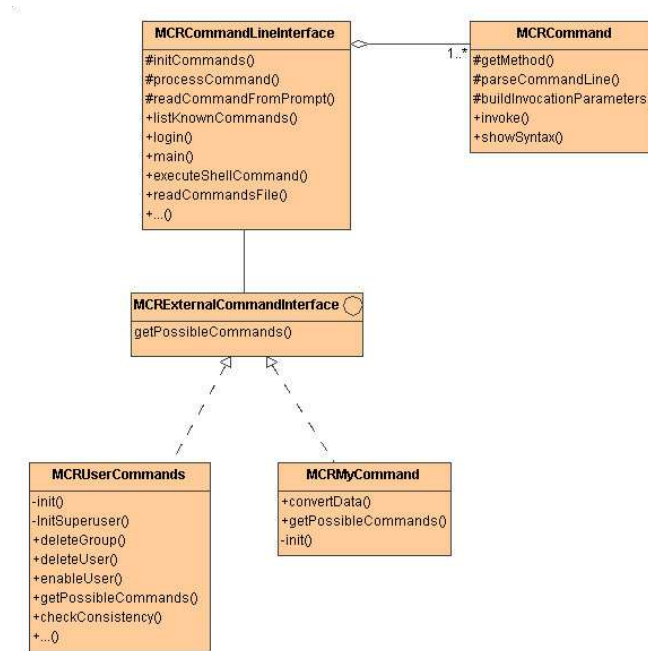 MCRCommandLineInterface
#initCommands()
#processCommand()
#readCommandFromPrompt()
+listKnownCommands()
+login()
+main()
+executeShellCommand()
+readCommandsFile()
+...()
1..*
MCRCommand
#getMethod()
#parseCommandLine()
#buildInvocationParameters
+invoke()
+showSyntax()
MCRExternalCommandInterface
getPossibleCommands()
MCRUserCommands
-init()
-InitSuperuser()
+deleteGroup()
+deleteUser()
+enableUser()
+getPossibleCommands()
+checkConsistency()
+...()
MCRMyCommand
+convertData()
+getPossibleCommands()
-init()